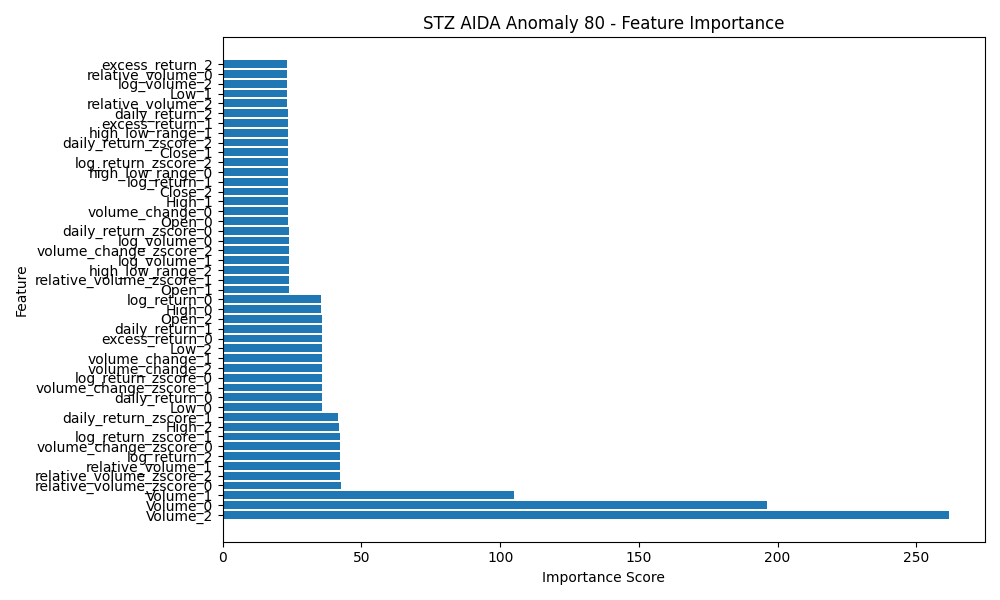 STZ AIDA Anomaly 80 - Feature Importance
excess_return_2
relative_volume_0
log_volume_2
Low_1
relative_volume_2
daily_return_2
excess_return_1
high_low_range_1
daily_return_zscore_2
Close_1
log_return_zscore_2
high_low_range_0
log_return_1
Close_2
High_1
volume_change_0
Open_0
daily_return_zscore_0
log_volume_0
volume_change_zscore_2
log_volume_1
high_low_range_2
relative_volume_zscore_1
Open_1
log_return_0
High_0
Open_2
daily_return_1
excess_return_0
Low_2
volume_change_1
volume_change_2
log_return_zscore_0
volume_change_zscore_1
daily_return_0
Low_0
daily_return_zscore_1
High_2
log_return_zscore_1
volume_change_zscore_0
log_return_2
relative_volume_1
relative_volume_zscore_2
relative_volume_zscore_0
Volume_1
Volume_0
Volume_2
Feature
0 50 100 150 200 250
Importance Score